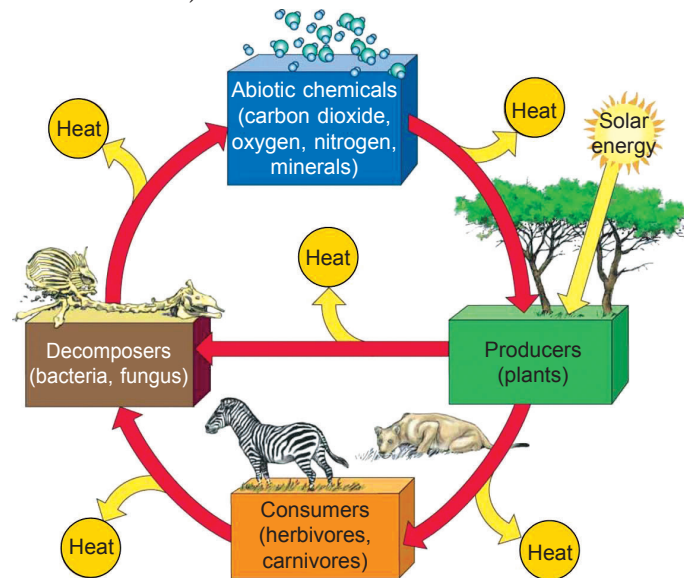 Abiotic chemicals
(carbon dioxide,
oxygen, nitrogen,
minerals)
Heat
Heat
Solar
energy
Heat
Decomposers
(bacteria, fungus)
Producers
(plants)
Consumers
(herbivores,
carnivores)
Heat
Heat